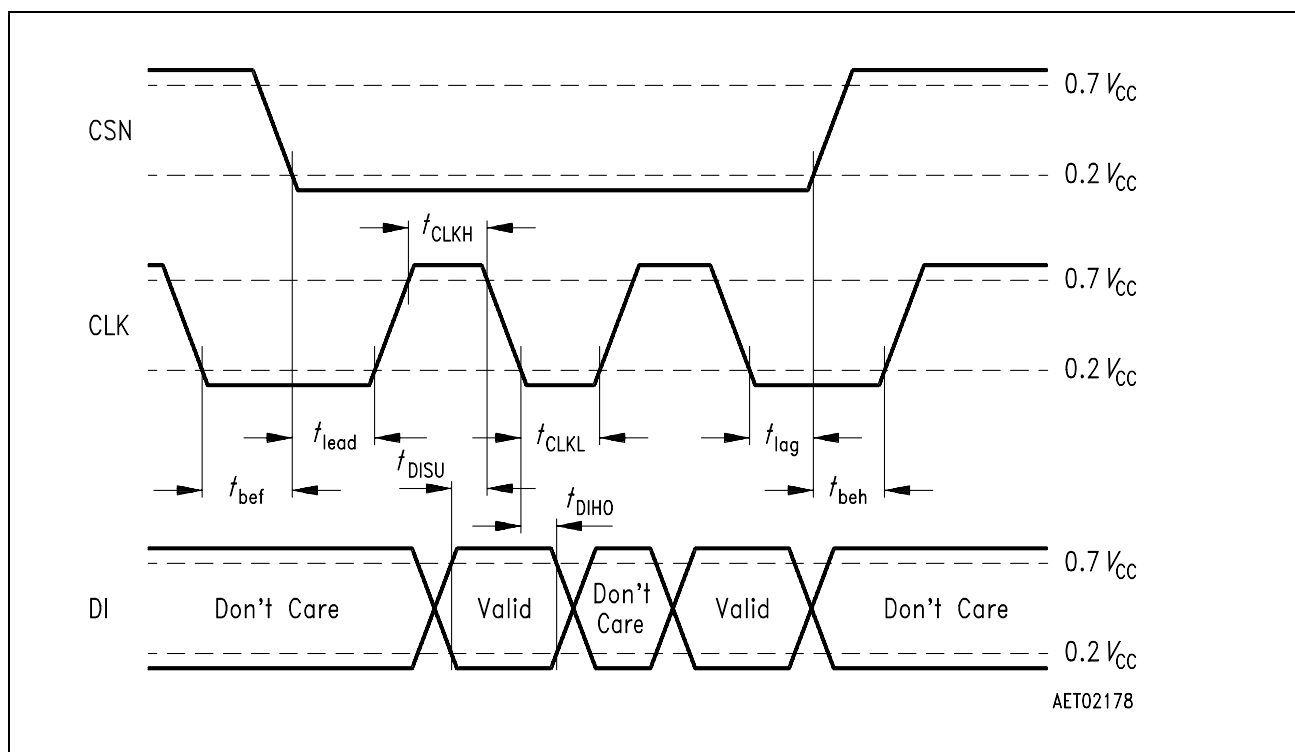 0.7 VCC
CSN
0.2 VCC
tCLKH
0.7 VCC
CLK
0.2 VCC
tlead
tCLKL
tlag
tDISU
tbef
tDIHO
tbeh
0.7 VCC
DI
Don't Care
Valid
Don't
Care
Valid
Don't Care
0.2 VCC
AET02178